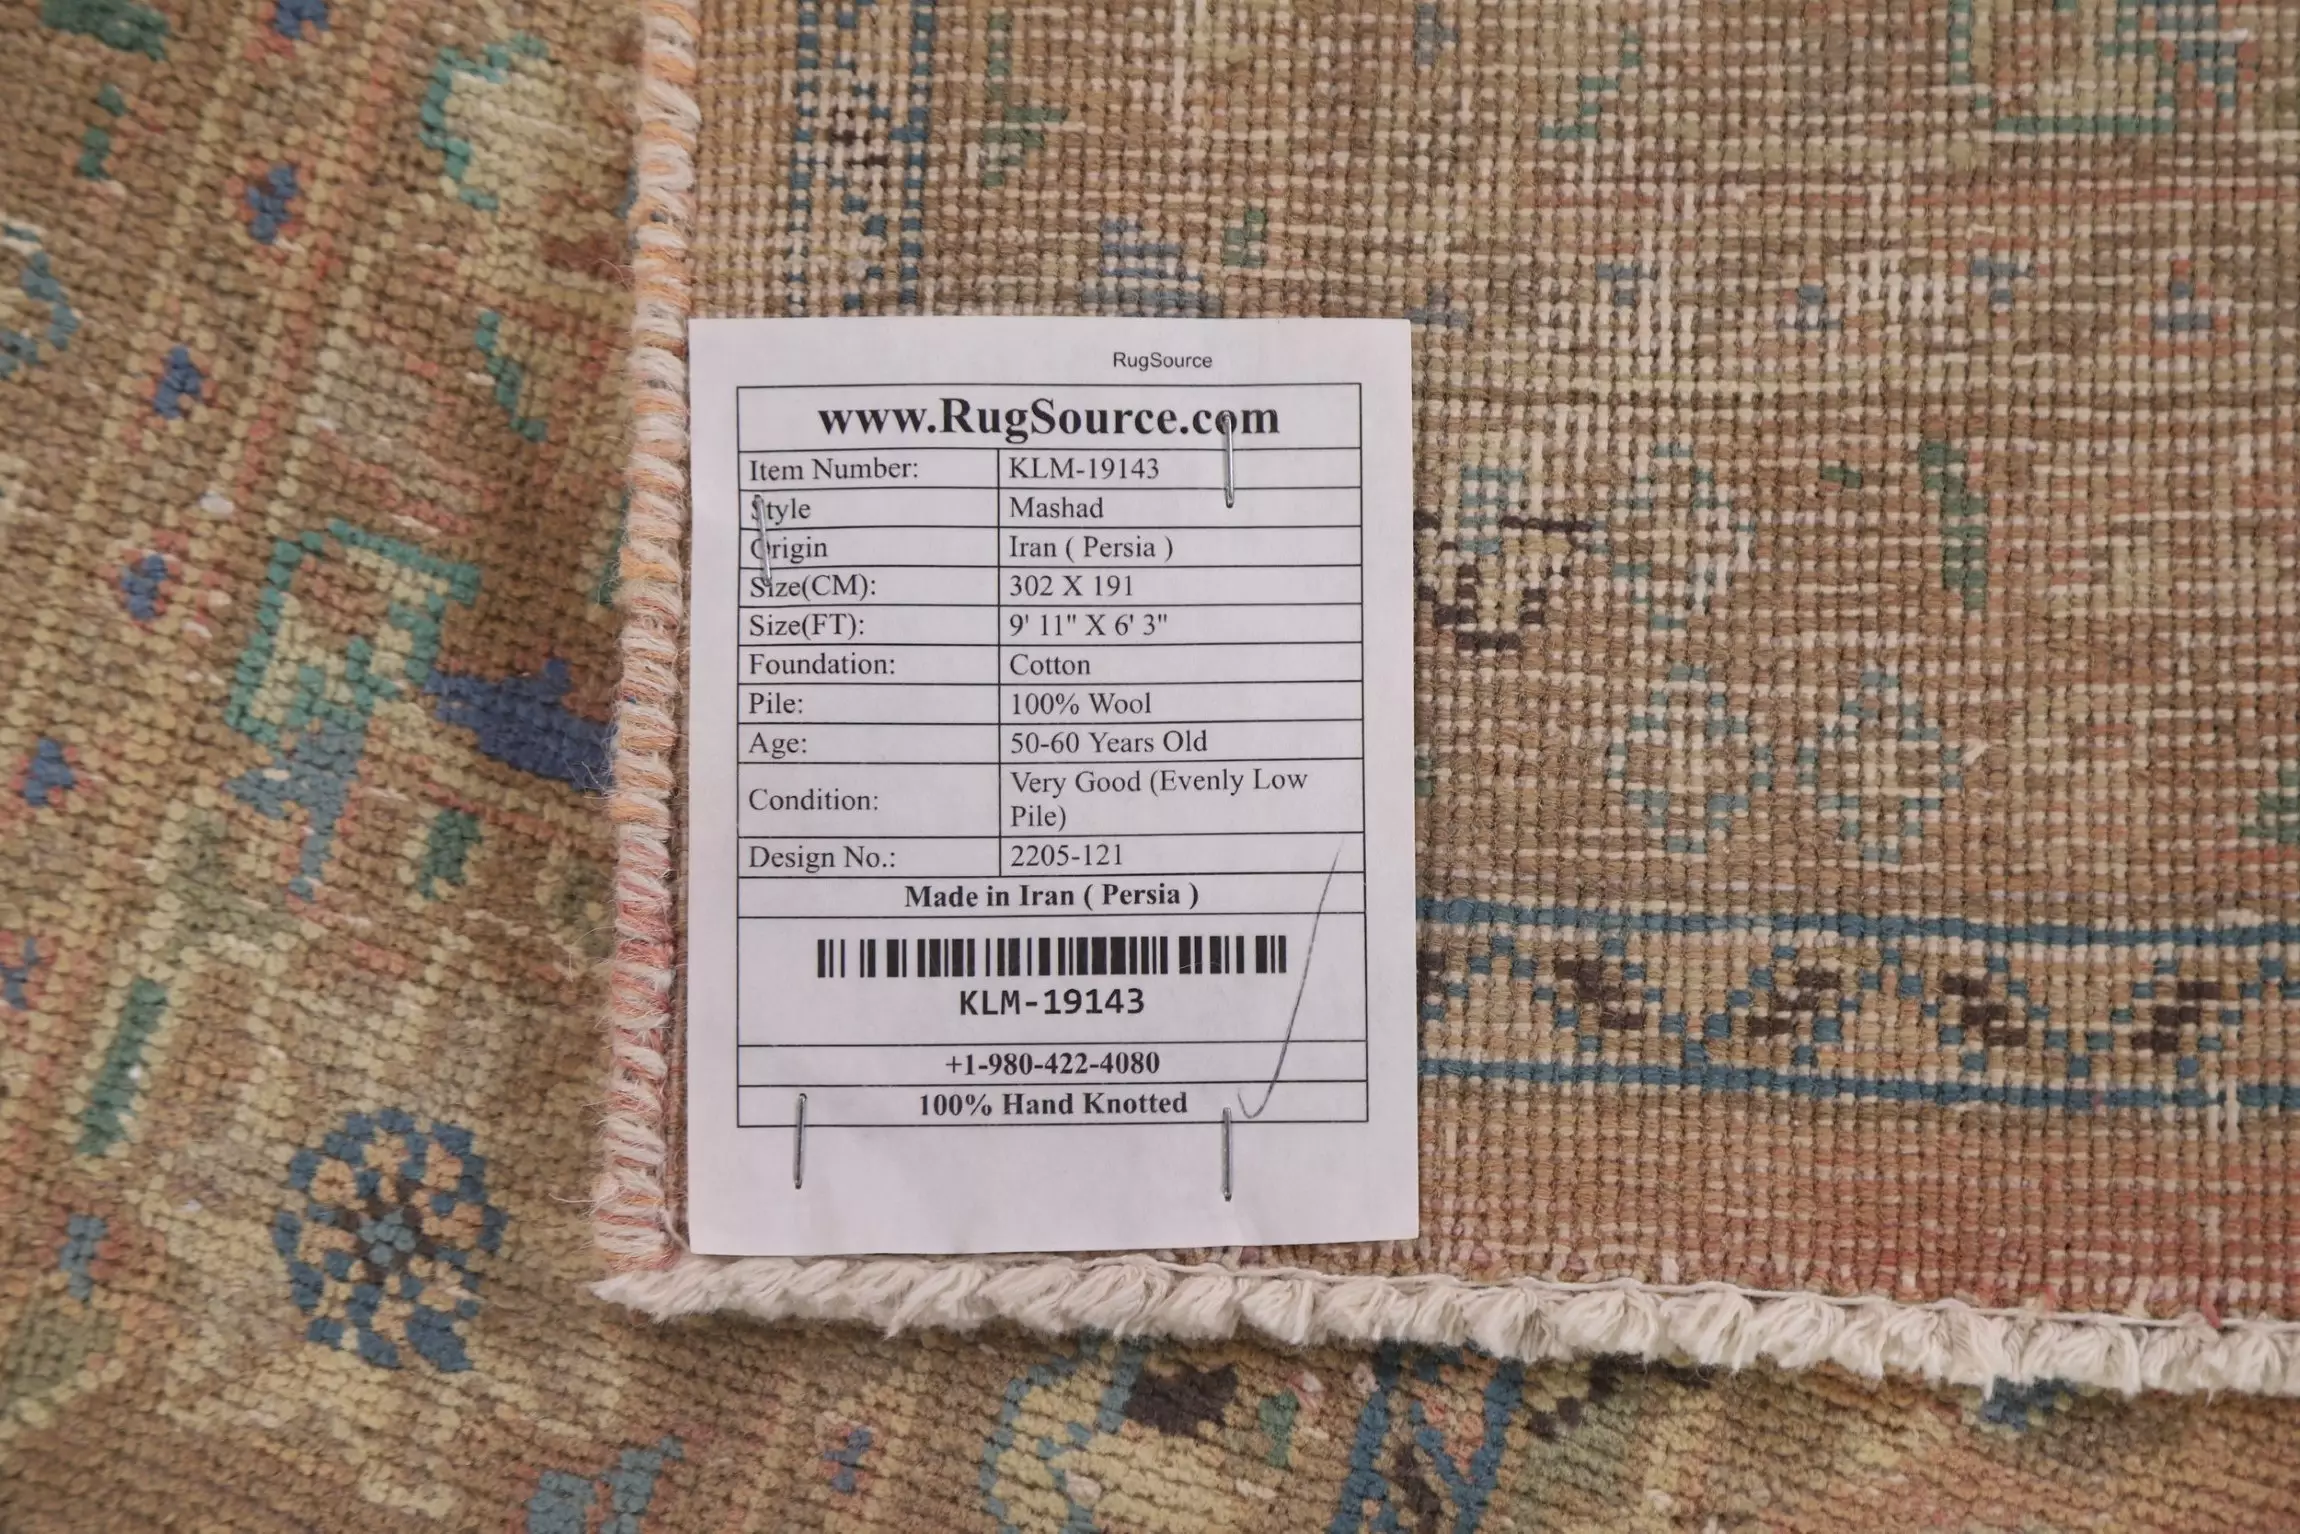 RugSource
www.RugSource.com
Item Number: KLM-19143
Style Mashad
Origin Iran ( Persia )
Size(CM): 302 X 191
Size(FT): 9' 11" X 6' 3"
Foundation: Cotton
Pile: 100% Wool
Age: 50-60 Years Old
Condition: Very Good (Evenly Low
Pile)
Design No.: 2205-121
Made in Iran ( Persia )
KLM-19143
+1-980-422-4080
100% Hand Knotted